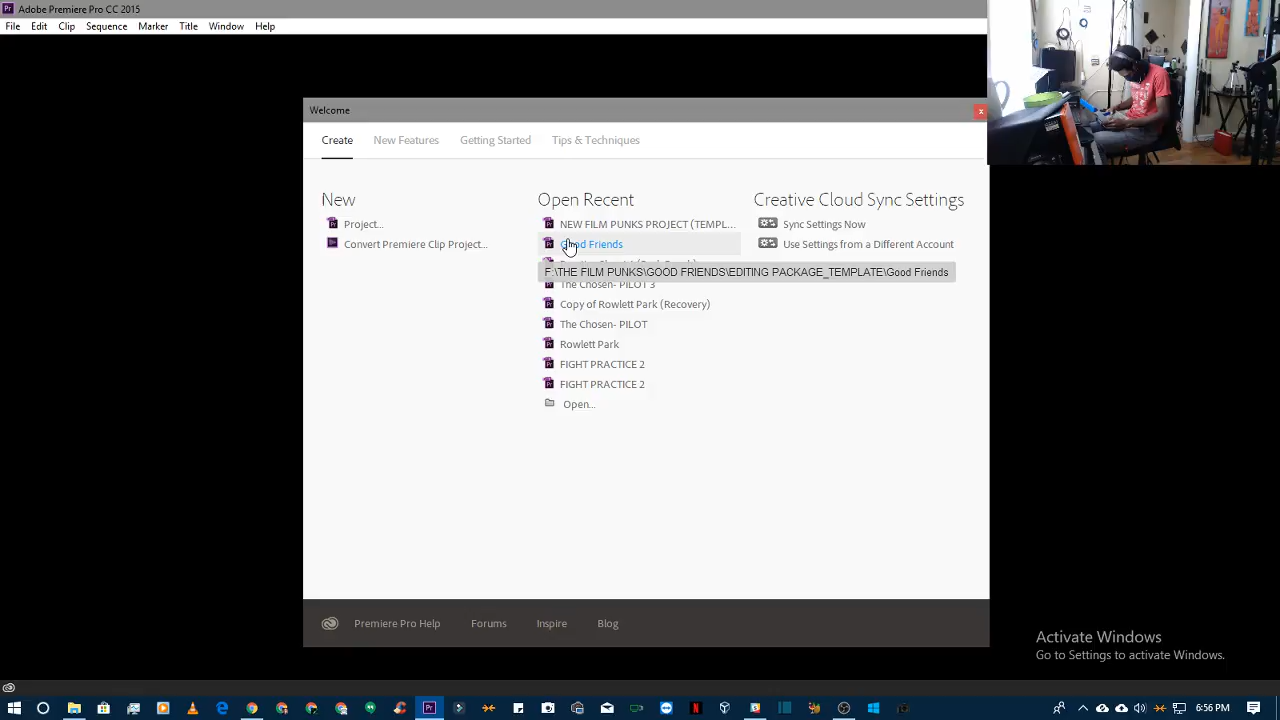 Adobe Premiere Pro CC 2015
File Edit Clip Sequence Marker Title Window Help
Welcome
Create New Features Getting Started Tips & Techniques
New
Project...
Convert Premiere Clip Project...
Open Recent
NEW FILM PUNKS PROJECT (TEMPL...
Good Friends
F:\THE FILM PUNKS\GOOD FRIENDS\EDITING PACKAGE_TEMPLATE\Good Friends
The Chosen- PILOT 3
Copy of Rowlett Park (Recovery)
The Chosen- PILOT
Rowlett Park
FIGHT PRACTICE 2
FIGHT PRACTICE 2
Open...
Creative Cloud Sync Settings
Sync Settings Now
Use Settings from a Different Account
Premiere Pro Help Forums Inspire Blog
Activate Windows
Go to Settings to activate Windows.
6:56 PM